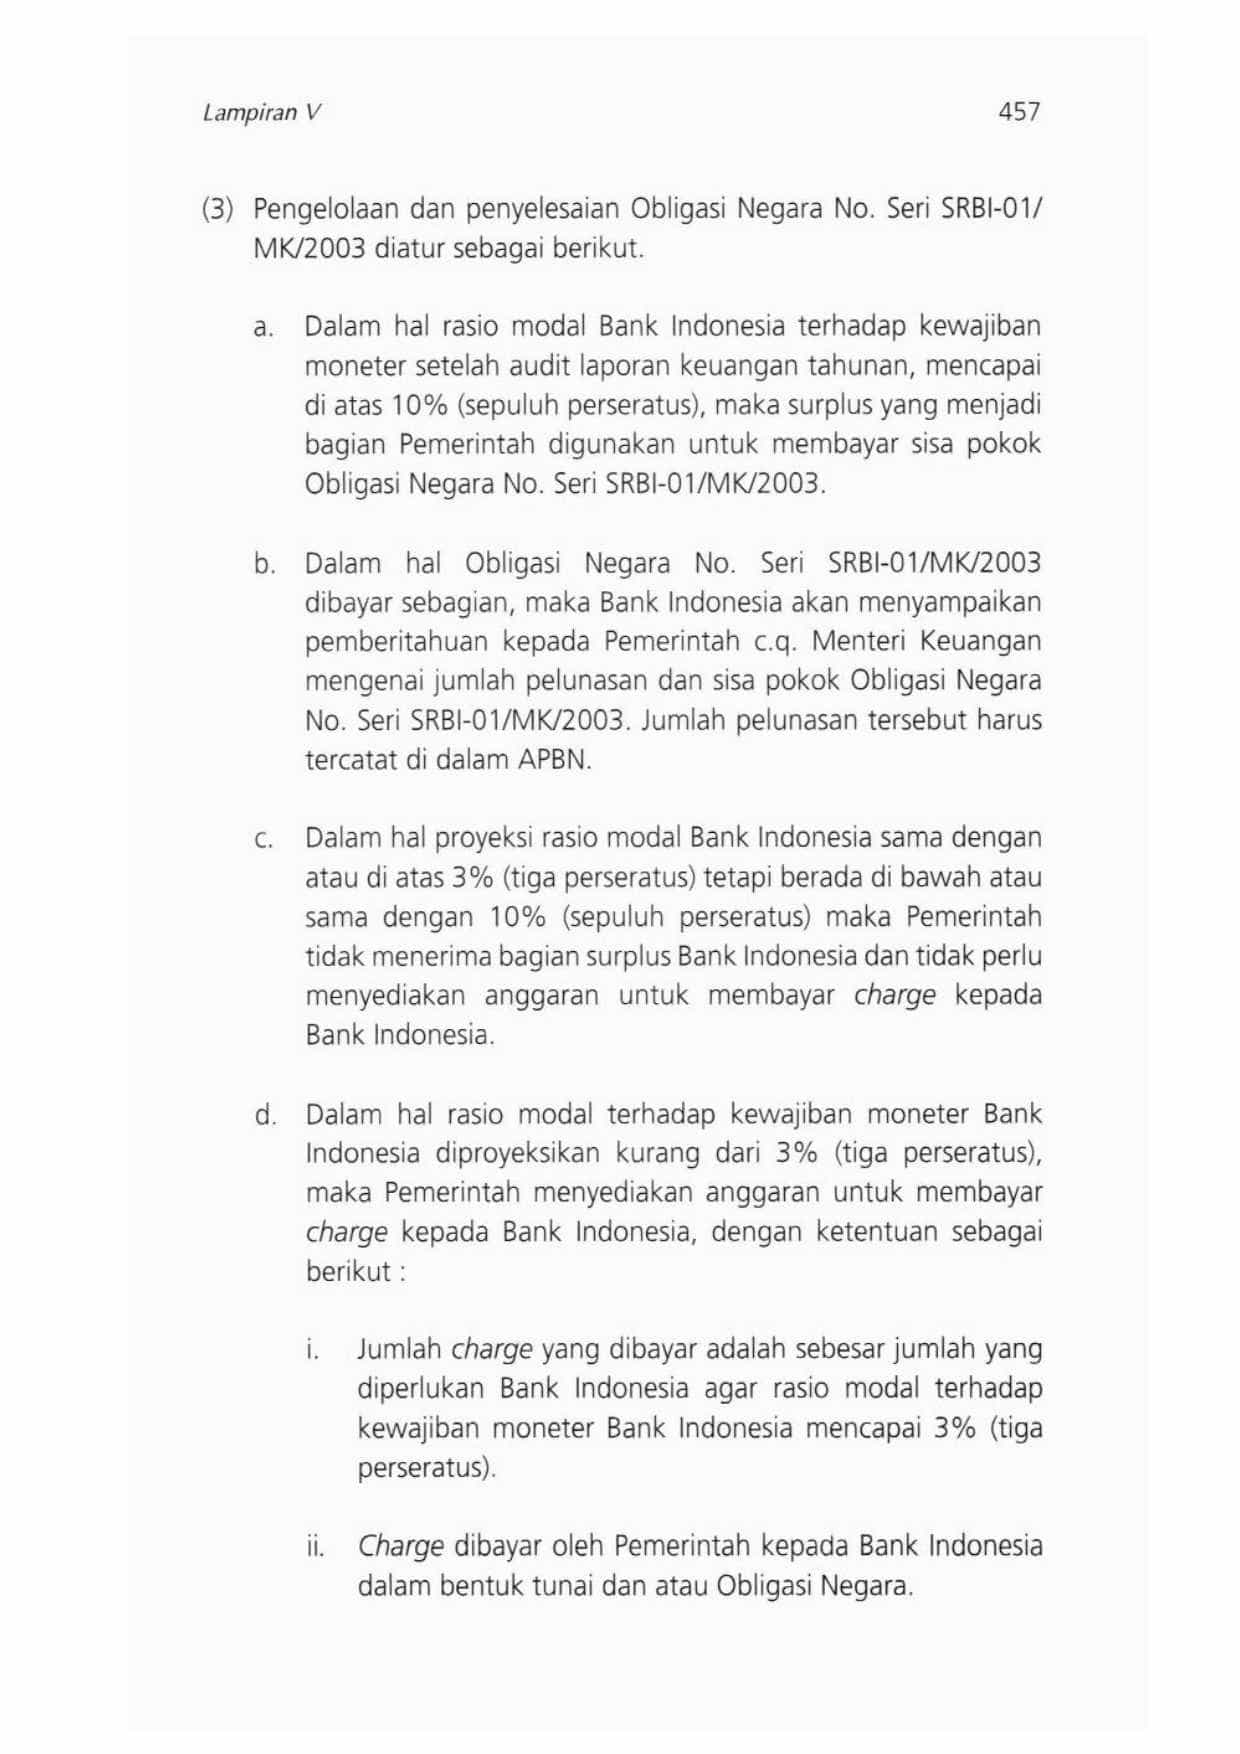 Lampiran V 457
(3) Pengelolaan dan penyelesaian Obligasi Negara No. Seri SRBI-01/
MK/2003 diatur sebagai berikut.
a. Dalam hal rasio modal Bank Indonesia terhadap kewajiban
moneter setelah audit laporan keuangan tahunan, mencapai
di atas 10% (sepuluh perseratus), maka surplus yang menjadi
bagian Pemerintah digunakan untuk membayar sisa pokok
Obligasi Negara No. Seri SRBI-01/MK/2003.
b. Dalam hal Obligasi Negara No. Seri SRBI-01/MK/2003
dibayar sebagian, maka Bank Indonesia akan menyampaikan
pemberitahuan kepada Pemerintah c.q. Menteri Keuangan
mengenai jumlah pelunasan dan sisa pokok Obligasi Negara
No. Seri SRBI-01/MK/2003. Jumlah pelunasan tersebut harus
tercatat di dalam APBN.
c. Dalam hal proyeksi rasio modal Bank Indonesia sama dengan
atau di atas 3% (tiga perseratus) tetapi berada di bawah atau
sama dengan 10% (sepuluh perseratus) maka Pemerintah
tidak menerima bagian surplus Bank Indonesia dan tidak perlu
menyediakan anggaran untuk membayar charge kepada
Bank Indonesia.
d. Dalam hal rasio modal terhadap kewajiban moneter Bank
Indonesia diproyeksikan kurang dari 3% (tiga perseratus),
maka Pemerintah menyediakan anggaran untuk membayar
charge kepada Bank Indonesia, dengan ketentuan sebagai
berikut :
i. Jumlah charge yang dibayar adalah sebesar jumlah yang
diperlukan Bank Indonesia agar rasio modal terhadap
kewajiban moneter Bank Indonesia mencapai 3% (tiga
perseratus).
ii. Charge dibayar oleh Pemerintah kepada Bank Indonesia
dalam bentuk tunai dan atau Obligasi Negara.